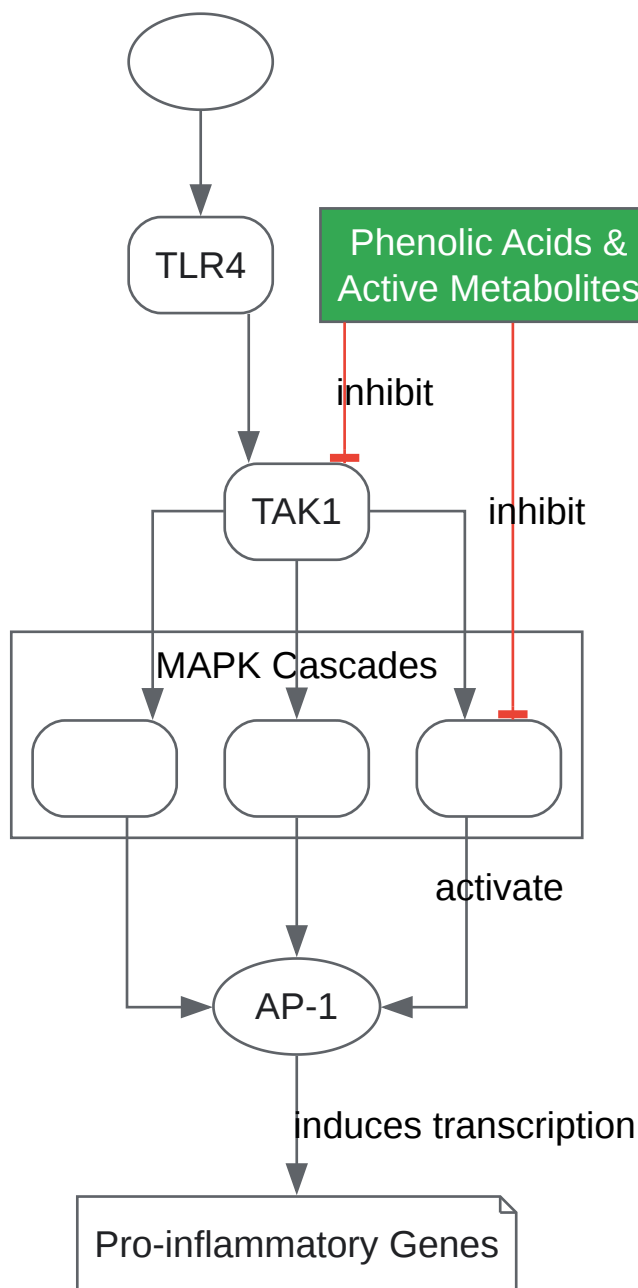 TLR4
Phenolic Acids &
Active Metabolites
inhibit
TAK1
inhibit
MAPK Cascades
activate
AP-1
induces transcription
Pro-inflammatory Genes